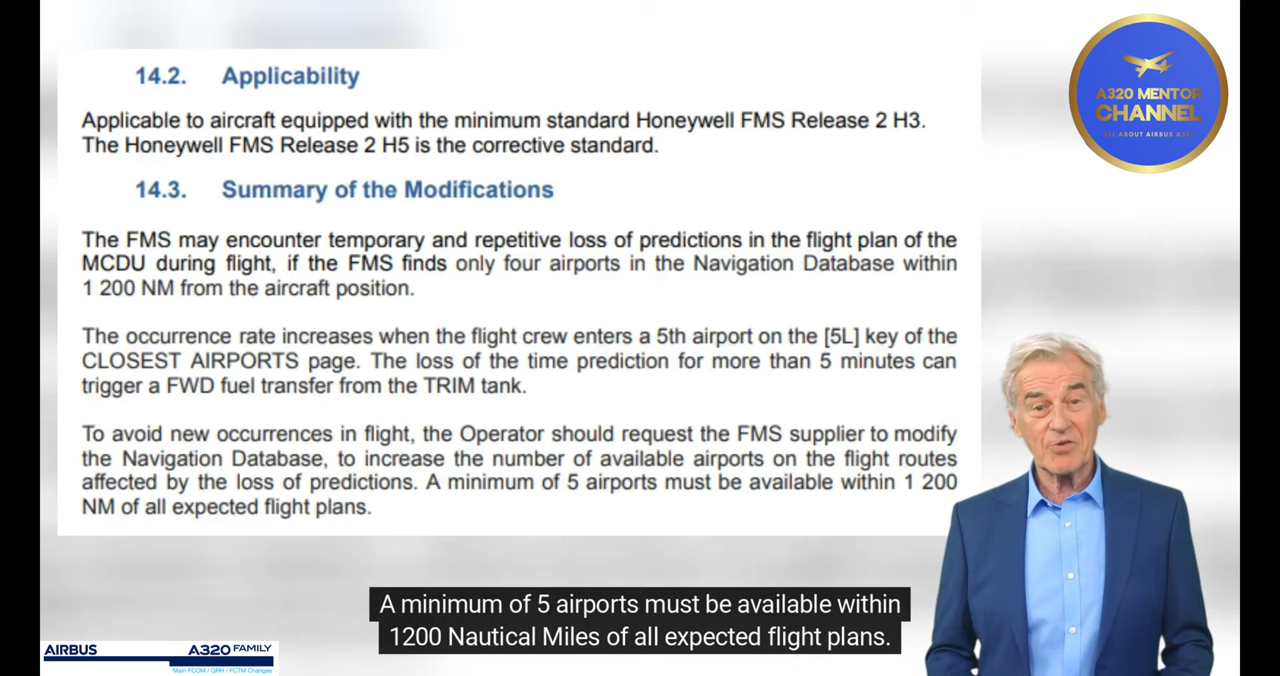 14.2. Applicability
Applicable to aircraft equipped with the minimum standard Honeywell FMS Release 2 H3.
The Honeywell FMS Release 2 H5 is the corrective standard.
14.3. Summary of the Modifications
The FMS may encounter temporary and repetitive loss of predictions in the flight plan of the
MCDU during flight, if the FMS finds only four airports in the Navigation Database within
1 200 NM from the aircraft position.
The occurrence rate increases when the flight crew enters a 5th airport on the [5L] key of the
CLOSEST AIRPORTS page. The loss of the time prediction for more than 5 minutes can
trigger a FWD fuel transfer from the TRIM tank.
To avoid new occurrences in flight, the Operator should request the FMS supplier to modify
the Navigation Database, to increase the number of available airports on the flight routes
affected by the loss of predictions. A minimum of 5 airports must be available within 1 200
NM of all expected flight plans.
A320 MENTOR
CHANNEL
ALL ABOUT AIRBUS A320
A minimum of 5 airports must be available within
1200 Nautical Miles of all expected flight plans.
AIRBUS A320 FAMILY
Main FCOM / QRH / FCTM Changes